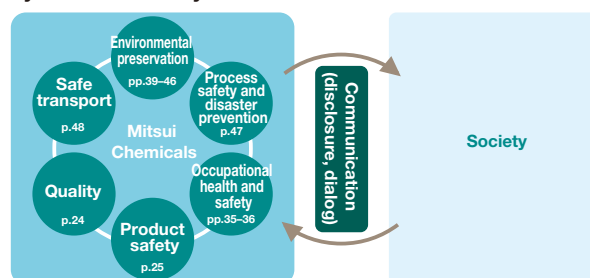 Environmental
preservation
pp.39–46
Process
safety and
disaster
prevention
p.47
Occupational
health and
safety
pp.35–36
Product
safety
p.25
Quality
p.24
Safe
transport
p.48
Mitsui
Chemicals
Communication
(disclosure, dialog)
Society